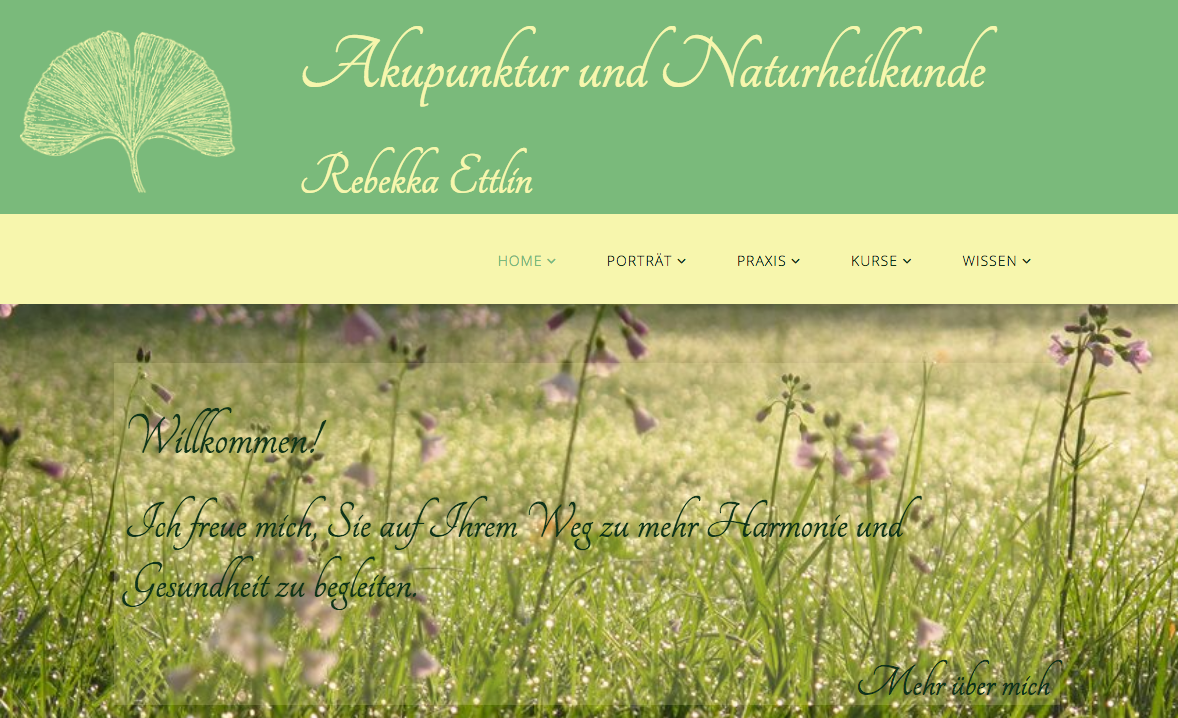 Akupunktur und Naturheilkunde
Rebekka Ettlin
HOME PORTRÄT PRAXIS KURSE WISSEN
Willkommen!
Ich freue mich, Sie auf Ihrem Weg zu mehr Harmonie und
Gesundheit zu begleiten.
Mehr über mich